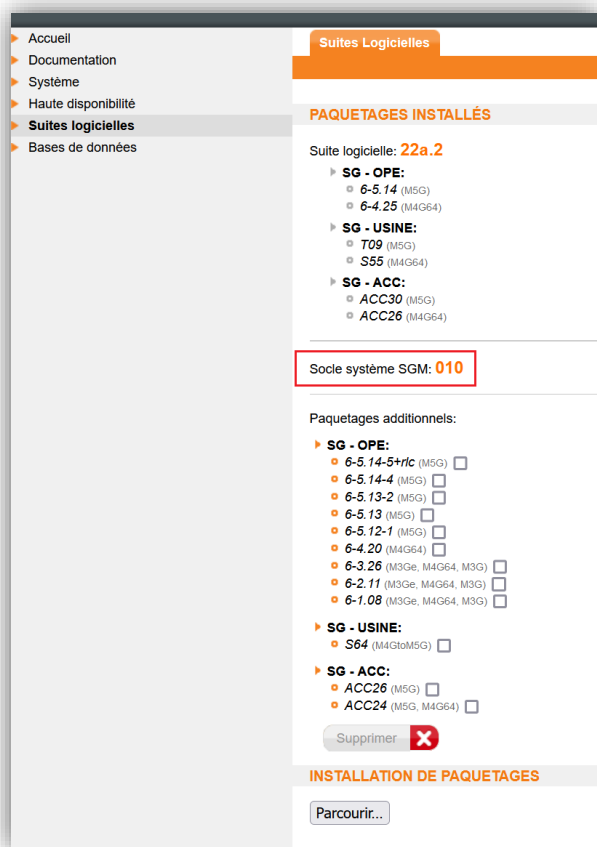 Accueil
Documentation
Système
Haute disponibilité
Suites logicielles
Bases de données
Suites Logicielles
PAQUETAGES INSTALLÉS
Suite logicielle: 22a.2
SG - OPE:
6-5.14 (M5G)
6-4.25 (M4G64)
SG - USINE:
T09 (M5G)
S55 (M4G64)
SG - ACC:
ACC30 (M5G)
ACC26 (M4G64)
Socle système SGM: 010
Paquetages additionnels:
SG - OPE:
6-5.14-5+rlc (M5G)
6-5.14-4 (M5G)
6-5.13-2 (M5G)
6-5.13 (M5G)
6-5.12-1 (M5G)
6-4.20 (M4G64)
6-3.26 (M3Ge, M4G64, M3G)
6-2.11 (M3Ge, M4G64, M3G)
6-1.08 (M3Ge, M4G64, M3G)
SG - USINE:
S64 (M4GtoM5G)
SG - ACC:
ACC26 (M5G)
ACC24 (M5G, M4G64)
Supprimer
INSTALLATION DE PAQUETAGES
Parcourir...